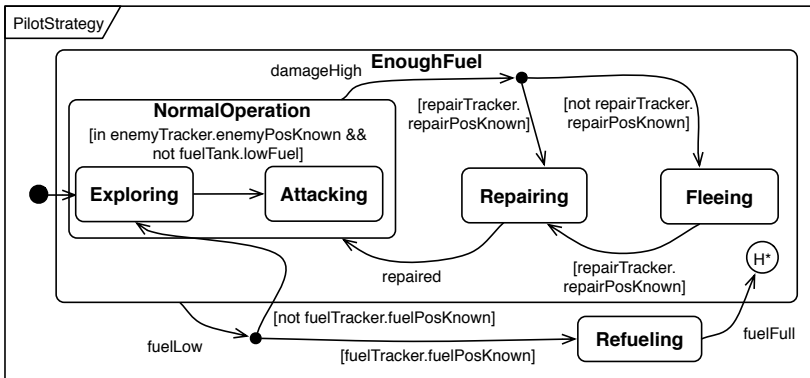 PilotStrategy
EnoughFuel
damageHigh
NormalOperation
[in enemyTracker.enemyPosKnown &&
not fuelTank.lowFuel]
[repairTracker.
repairPosKnown]
[not repairTracker.
repairPosKnown]
Exploring
Attacking
Repairing
Fleeing
repaired
[repairTracker.
repairPosKnown]
H*
[not fuelTracker.fuelPosKnown]
fuelLow
[fuelTracker.fuelPosKnown]
Refueling
fuelFull